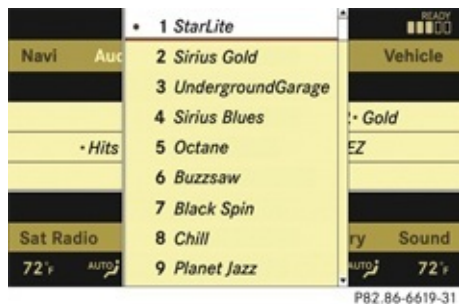 READY
Navi Aud Vehicle
• 1 StarLite
2 Sirius Gold
3 UndergroundGarage
4 Sirius Blues
5 Octane
6 Buzzsaw
7 Black Spin
8 Chill
9 Planet Jazz
• Gold
• Hits EZ
Sat Radio ry Sound
72°F AUTO AUTO 72°F
P82.86-6619-31